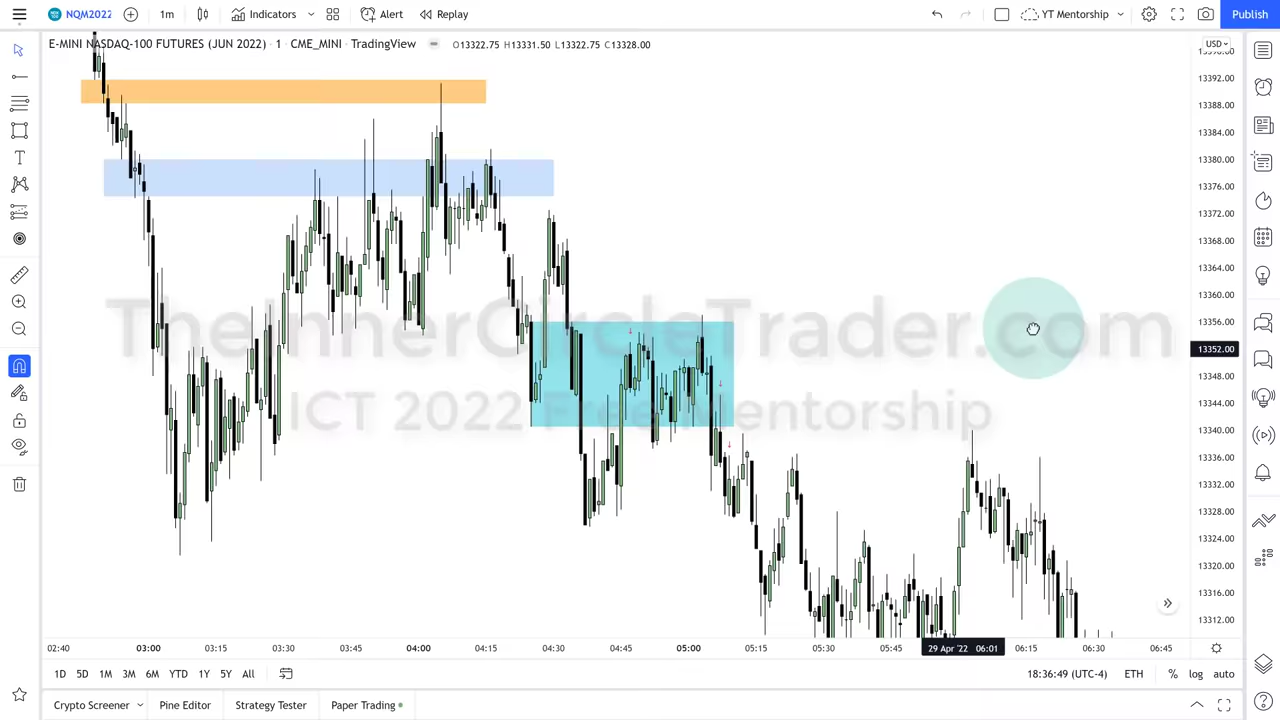 NQM2022
1m
Indicators
Alert
Replay
YT Mentorship
Publish
E-MINI NASDAQ-100 FUTURES (JUN 2022) · 1 · CME_MINI · TradingView
O13322.75 H13331.50 L13322.75 C13328.00
USD
13392.00
13388.00
13384.00
13380.00
13376.00
13372.00
13368.00
13364.00
13360.00
13356.00
13352.00
13348.00
13344.00
13340.00
13336.00
13332.00
13328.00
13324.00
13320.00
13316.00
13312.00
TheInnerCircleTrader.com
ICT 2022 Free Mentorship
02:40 03:00 03:15 03:30 03:45 04:00 04:15 04:30 04:45 05:00 05:15 05:30 05:45 29 Apr '22 06:01 06:15 06:30 06:45
1D 5D 1M 3M 6M YTD 1Y 5Y All
18:36:49 (UTC-4) ETH % log auto
Crypto Screener Pine Editor Strategy Tester Paper Trading